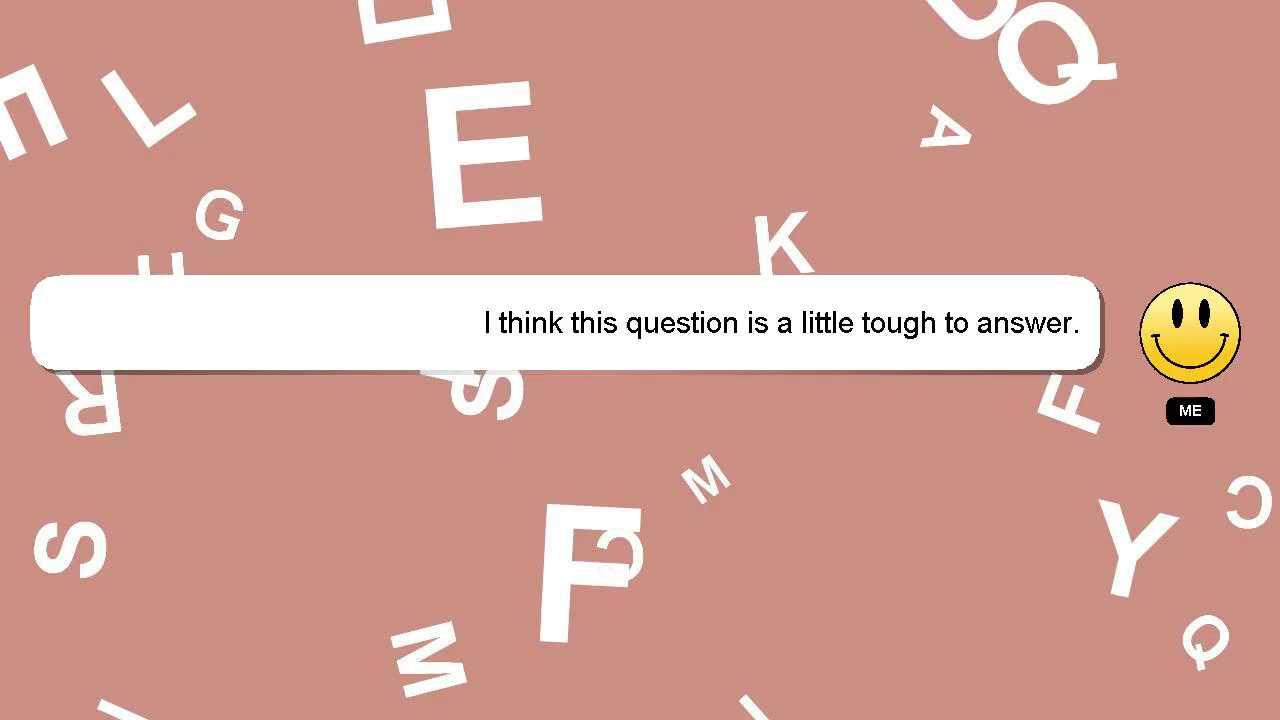 E
L
G
E
K
A
Q
I think this question is a little tough to answer.
ME
R
S
F
M
S
F
G
Y
C
Q
M